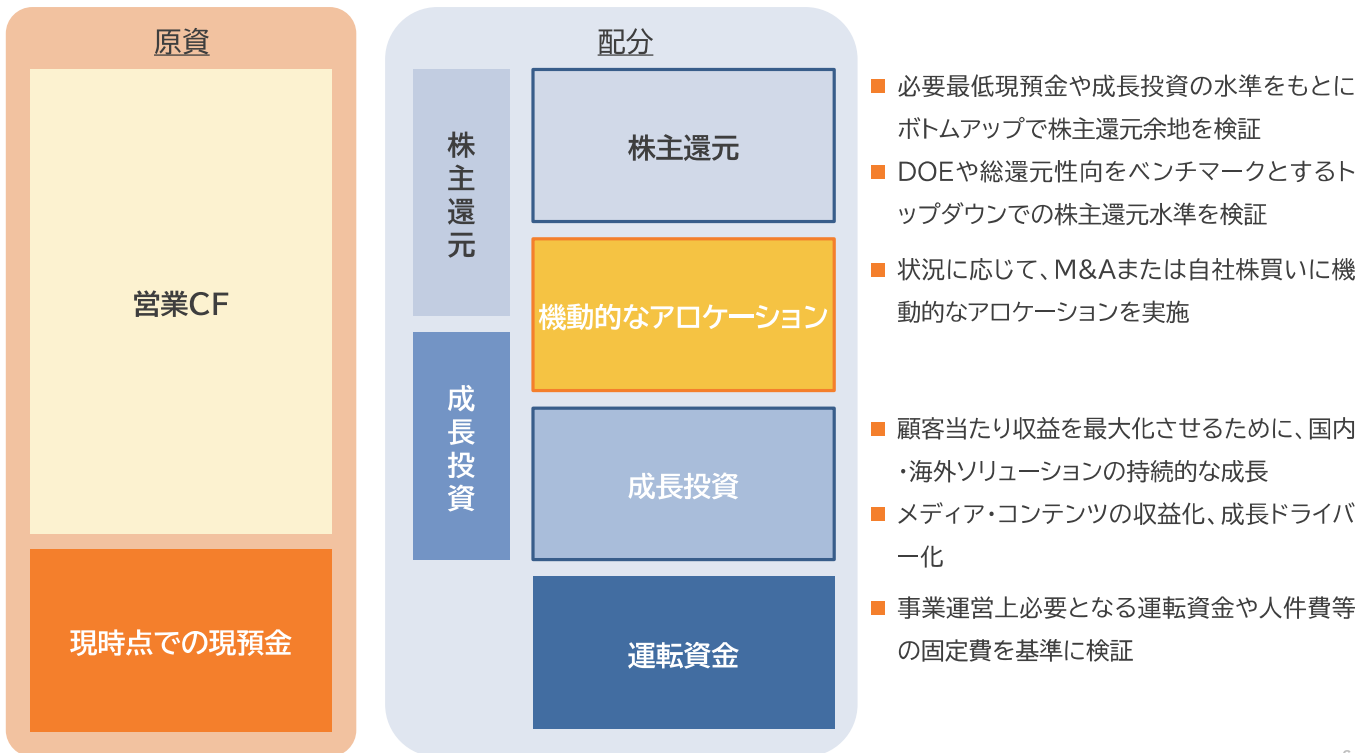 原資
営業CF
現時点での現預金
配分
株主還元
成長投資
株主還元
機動的なアロケーション
成長投資
運転資金
必要最低現預金や成長投資の水準をもとに
ボトムアップで株主還元余地を検証
DOEや総還元性向をベンチマークとするト
ップダウンでの株主還元水準を検証
状況に応じて、M&Aまたは自社株買いに機
動的なアロケーションを実施
顧客当たり収益を最大化させるために、国内
・海外ソリューションの持続的な成長
メディア・コンテンツの収益化、成長ドライバ
ー化
事業運営上必要となる運転資金や人件費等
の固定費を基準に検証